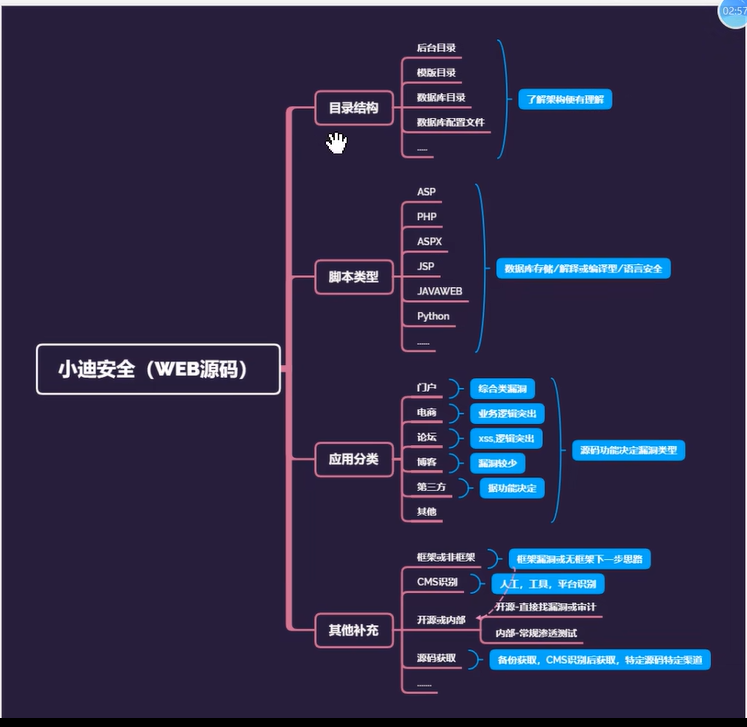 02:57
后台目录
模版目录
数据库目录
数据库配置文件
......
目录结构
了解架构便有理解
ASP
PHP
ASPX
JSP
JAVAWEB
Python
......
脚本类型
数据库存储/解释或编译型/语言安全
小迪安全（WEB源码）
门户
综合类漏洞
电商
业务逻辑突出
论坛
xss,逻辑突出
博客
漏洞较少
第三方
据功能决定
其他
应用分类
源码功能决定漏洞类型
框架或非框架
框架漏洞或无框架下一步思路
CMS识别
人工，工具，平台识别
开源或内部
开源-直接找漏洞或审计
内部-常规渗透测试
源码获取
备份获取，CMS识别后获取，特定源码特定渠道
.......
其他补充